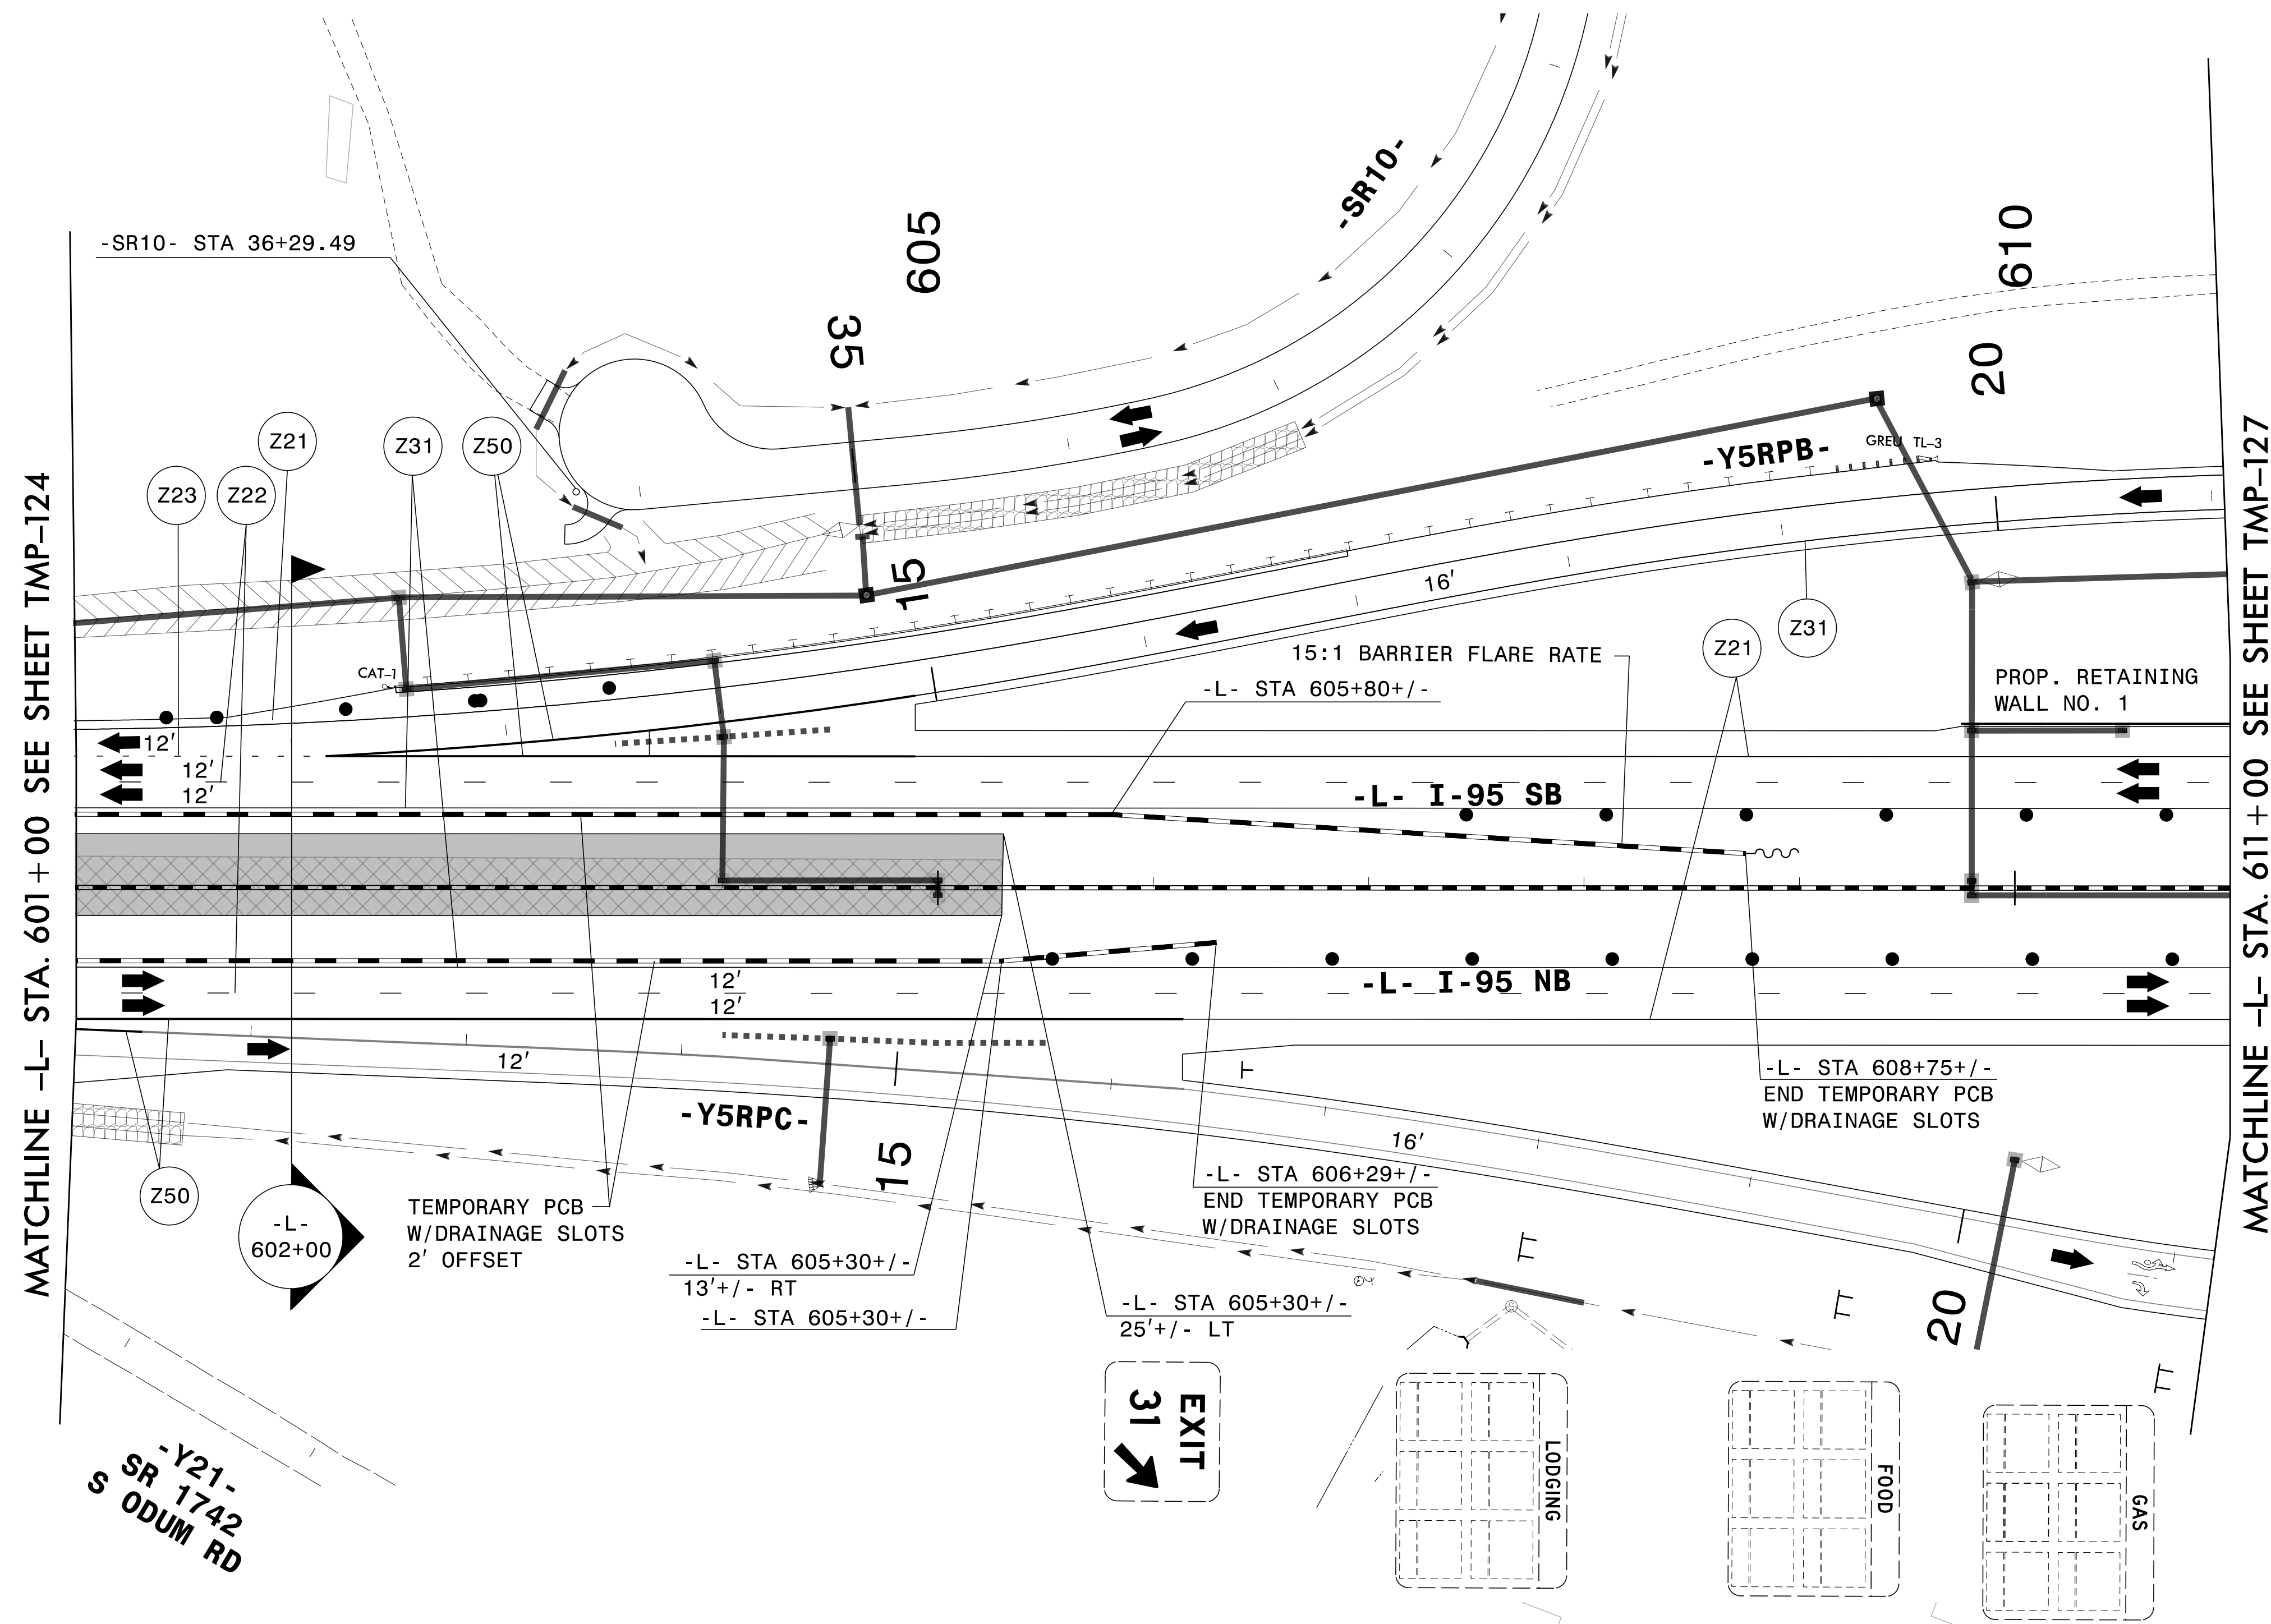 -SR10- STA 36+29.49
605
-SR10-
610
35
20
Z21
Z31
Z50
Z23
Z22
GREU TL-3
-Y5RPB-
15
16'
Z21
Z31
15:1 BARRIER FLARE RATE
CAT-1
-L- STA 605+80+/-
PROP. RETAINING
WALL NO. 1
12'
12'
12'
-L- I-95 SB
MATCHLINE -L- STA. 601+00 SEE SHEET TMP-124
MATCHLINE -L- STA. 611+00 SEE SHEET TMP-127
12'
12'
-L- I-95 NB
12'
-Y5RPC-
15
16'
-L- STA 608+75+/-
END TEMPORARY PCB
W/DRAINAGE SLOTS
-L- STA 606+29+/-
END TEMPORARY PCB
W/DRAINAGE SLOTS
Z50
-L-
602+00
TEMPORARY PCB
W/DRAINAGE SLOTS
2' OFFSET
-L- STA 605+30+/-
13'+/- RT
-L- STA 605+30+/-
-L- STA 605+30+/-
25'+/- LT
20
EXIT
31
LODGING
FOOD
GAS
-Y21-
SR 1742
S ODUM RD